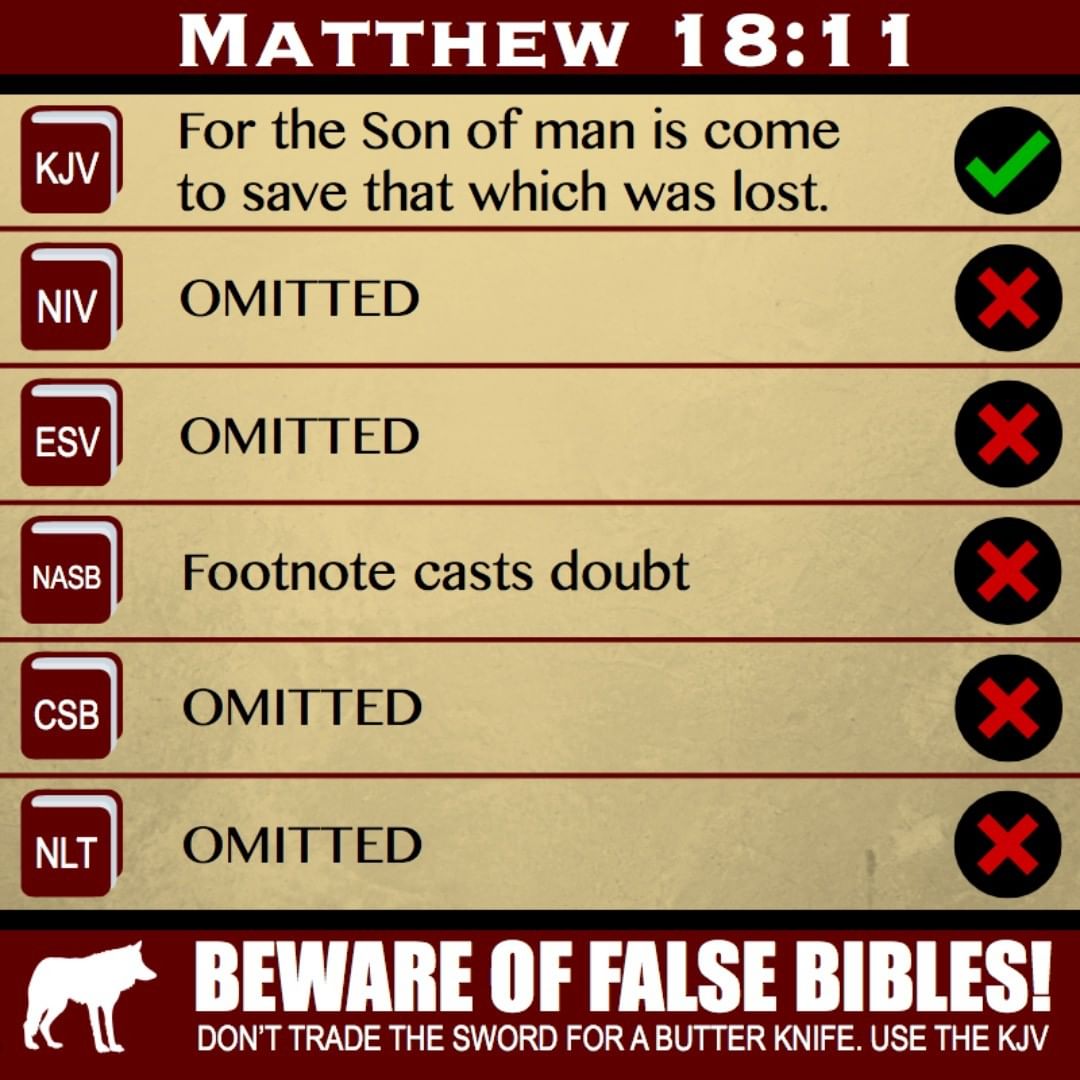 MATTHEW 18:11
KJV
For the Son of man is come
to save that which was lost.
NIV
OMITTED
ESV
OMITTED
NASB
Footnote casts doubt
CSB
OMITTED
NLT
OMITTED
BEWARE OF FALSE BIBLES!
DON'T TRADE THE SWORD FOR A BUTTER KNIFE. USE THE KJV